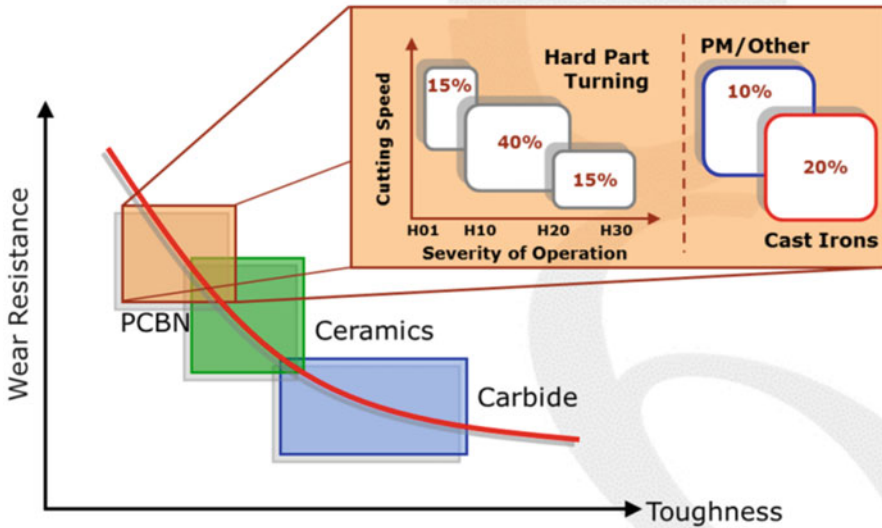 Hard Part
Turning
PM/Other
Cutting Speed
15%
40%
15%
10%
20%
H01 H10 H20 H30
Severity of Operation
Cast Irons
Wear Resistance
PCBN
Ceramics
Carbide
Toughness